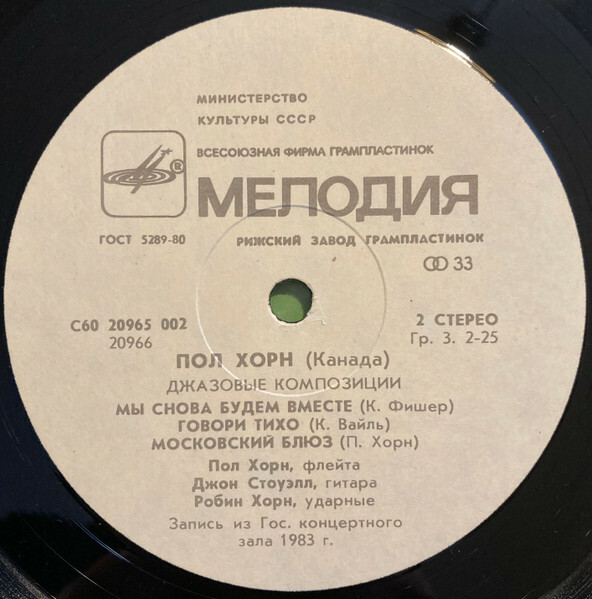 МИНИСТЕРСТВО
КУЛЬТУРЫ СССР
ВСЕСОЮЗНАЯ ФИРМА ГРАМПЛАСТИНОК
®
МЕЛОДИЯ
ГОСТ 5289-80 РИЖСКИЙ ЗАВОД ГРАМПЛАСТИНОК
33
С60 20965 002 2 СТЕРЕО
20966 Гр. 3. 2-25
ПОЛ ХОРН (Канада)
ДЖАЗОВЫЕ КОМПОЗИЦИИ
МЫ СНОВА БУДЕМ ВМЕСТЕ (К. Фишер)
ГОВОРИ ТИХО (К. Вайль)
МОСКОВСКИЙ БЛЮЗ (П. Хорн)
Пол Хорн, флейта
Джон Стоуэлл, гитара
Робин Хорн, ударные
Запись из Гос. концертного
зала 1983 г.